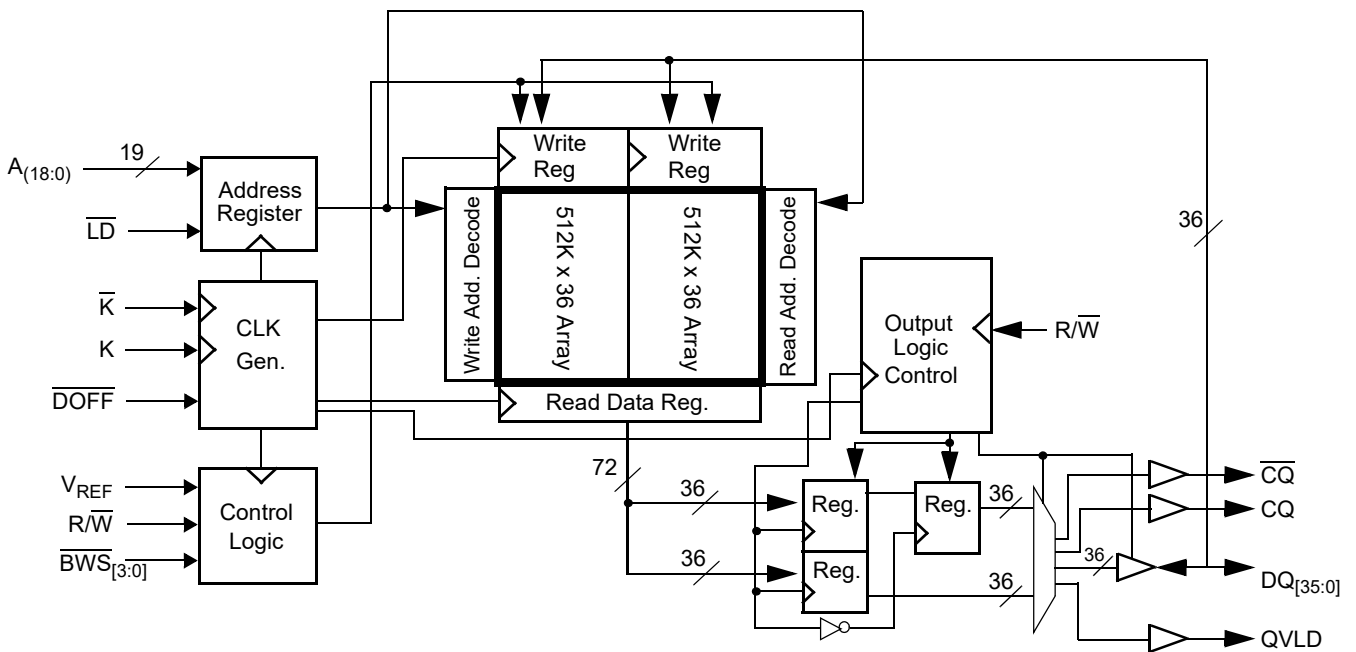 A(18:0)
19
LD
Address
Register
K
K
DOFF
CLK
Gen.
VREF
R/W
BWS[3:0]
Control
Logic
Write
Reg
Write
Reg
Write Add. Decode
512K x 36 Array
512K x 36 Array
Read Add. Decode
Read Data Reg.
Output
Logic
Control
R/W
36
72
36
36
Reg.
Reg.
Reg.
36
36
36
CQ
CQ
DQ[35:0]
QVLD